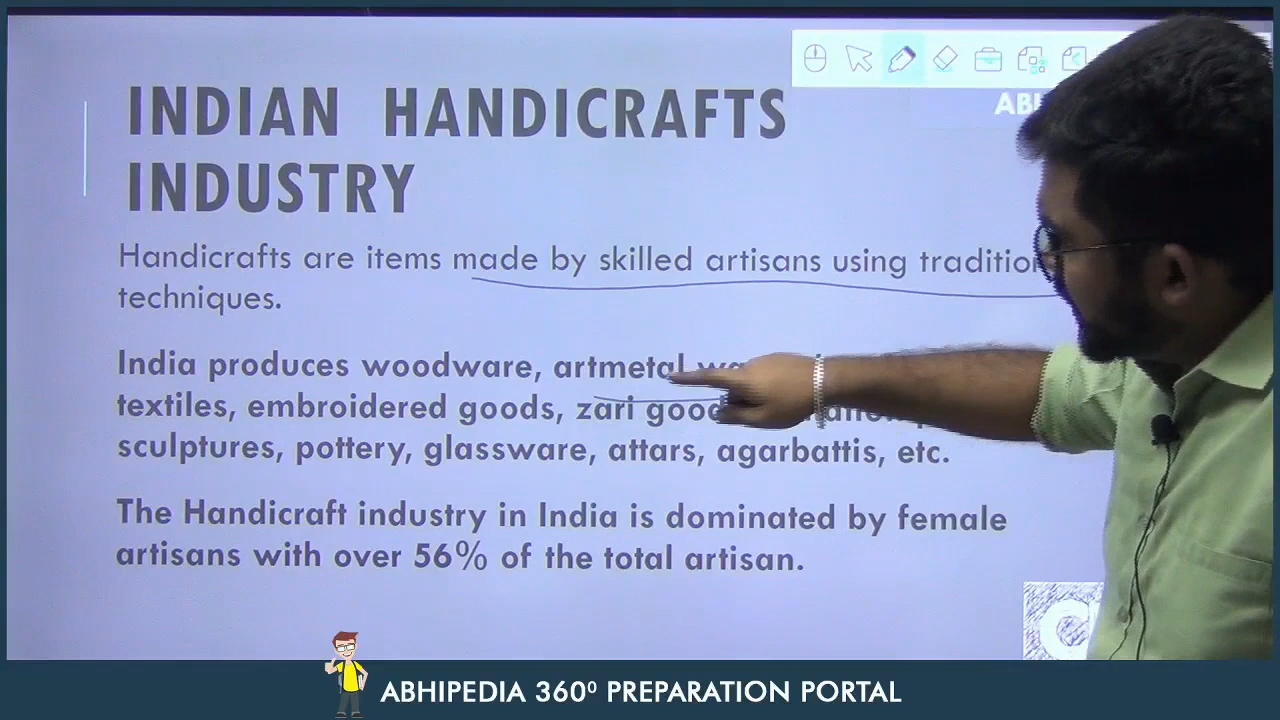 INDIAN HANDICRAFTS
INDUSTRY
Handicrafts are items made by skilled artisans using
techniques.
India produces woodware, artmetal
textiles, embroidered goods, zari
sculptures, pottery, glassware, attars, agarbattis, etc.
The Handicraft industry in India is dominated by female
artisans with over 56% of the total artisan.
ABHIPEDIA 360⁰ PREPARATION PORTAL